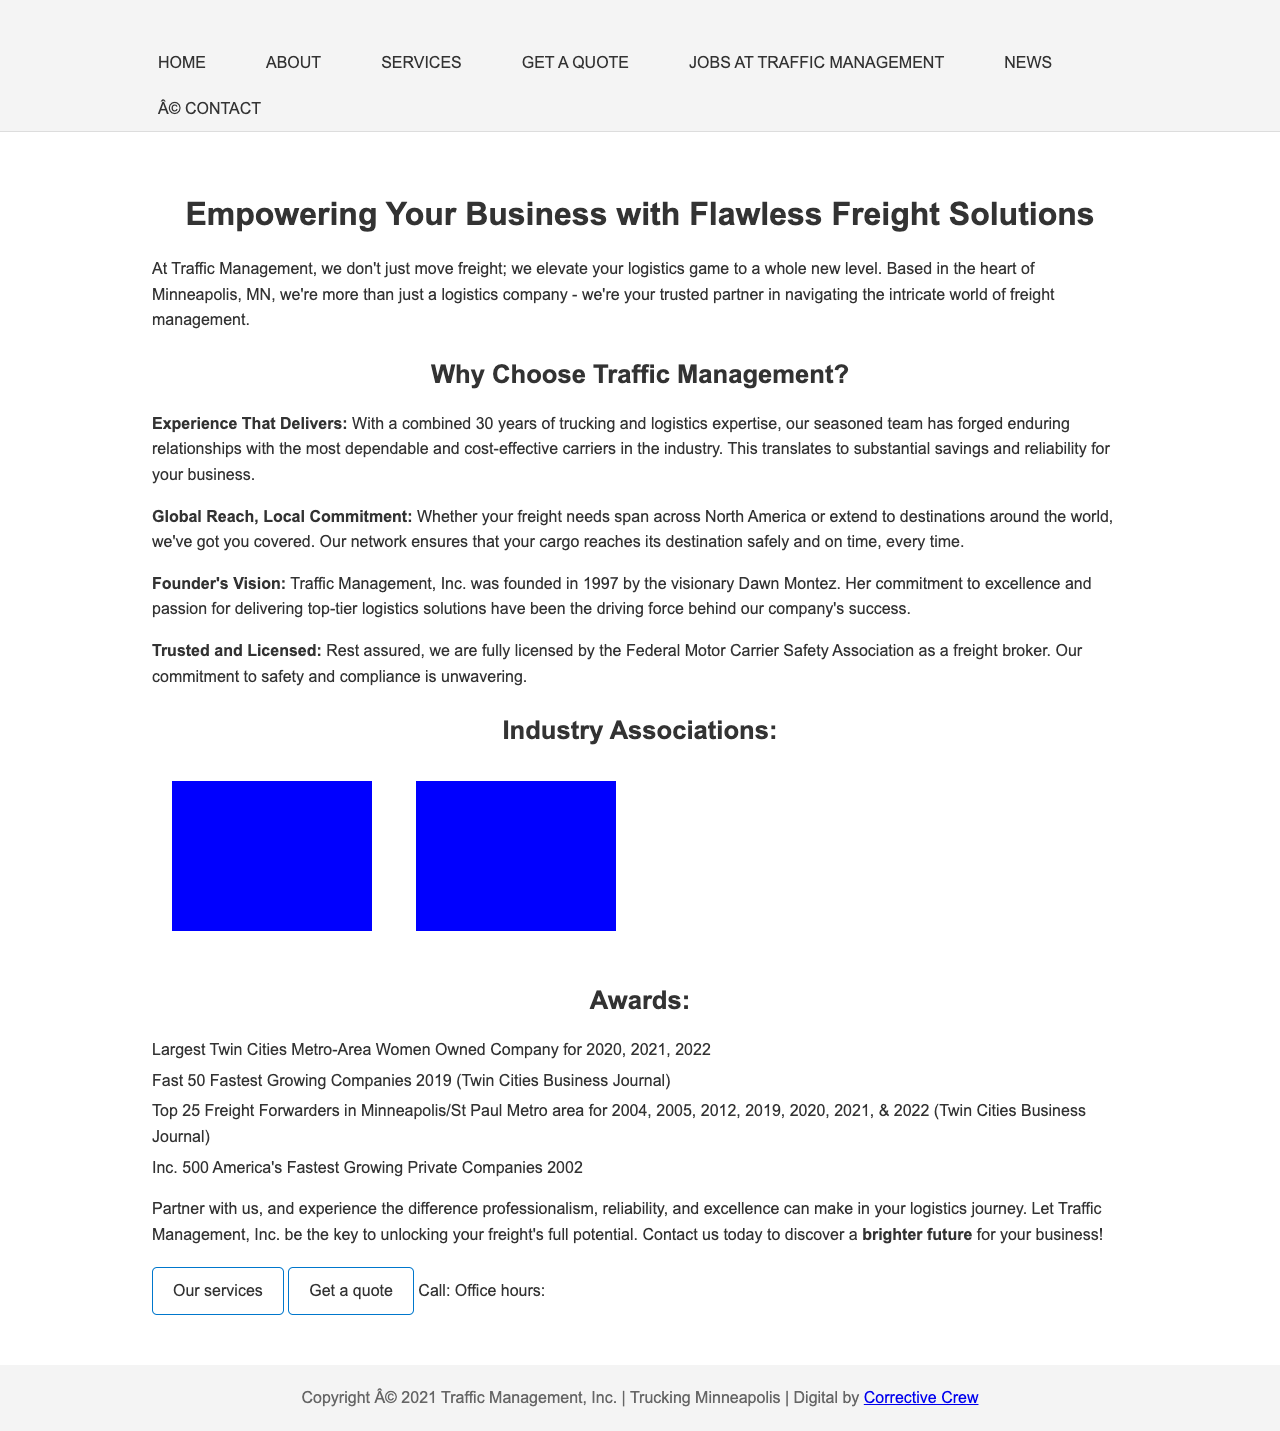 HOME ABOUT SERVICES GET A QUOTE JOBS AT TRAFFIC MANAGEMENT NEWS
Â© CONTACT
Empowering Your Business with Flawless Freight Solutions
At Traffic Management, we don't just move freight; we elevate your logistics game to a whole new level. Based in the heart of
Minneapolis, MN, we're more than just a logistics company - we're your trusted partner in navigating the intricate world of freight
management.
Why Choose Traffic Management?
Experience That Delivers: With a combined 30 years of trucking and logistics expertise, our seasoned team has forged enduring
relationships with the most dependable and cost-effective carriers in the industry. This translates to substantial savings and reliability for
your business.
Global Reach, Local Commitment: Whether your freight needs span across North America or extend to destinations around the world,
we've got you covered. Our network ensures that your cargo reaches its destination safely and on time, every time.
Founder's Vision: Traffic Management, Inc. was founded in 1997 by the visionary Dawn Montez. Her commitment to excellence and
passion for delivering top-tier logistics solutions have been the driving force behind our company's success.
Trusted and Licensed: Rest assured, we are fully licensed by the Federal Motor Carrier Safety Association as a freight broker. Our
commitment to safety and compliance is unwavering.
Industry Associations:
Awards:
Largest Twin Cities Metro-Area Women Owned Company for 2020, 2021, 2022
Fast 50 Fastest Growing Companies 2019 (Twin Cities Business Journal)
Top 25 Freight Forwarders in Minneapolis/St Paul Metro area for 2004, 2005, 2012, 2019, 2020, 2021, & 2022 (Twin Cities Business
Journal)
Inc. 500 America's Fastest Growing Private Companies 2002
Partner with us, and experience the difference professionalism, reliability, and excellence can make in your logistics journey. Let Traffic
Management, Inc. be the key to unlocking your freight's full potential. Contact us today to discover a brighter future for your business!
Our services Get a quote Call: Office hours:
Copyright Â© 2021 Traffic Management, Inc. | Trucking Minneapolis | Digital by Corrective Crew